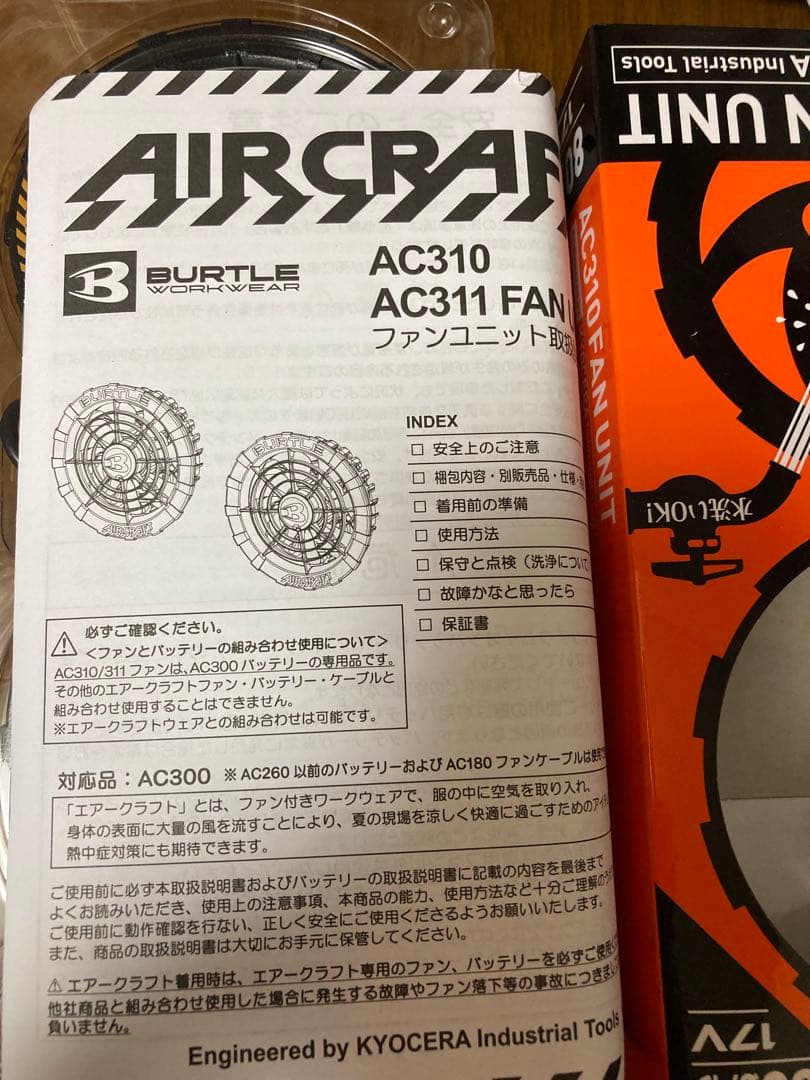 AIRCRAF
BURTLE
WORKWEAR
AC310
AC311 FAN
ファンユニット取扱
BURTLE
AIRCRAFT
BURTLE
AIRCRAFT
INDEX
□ 安全上のご注意
□ 梱包内容・別販売品・仕様・
□ 着用前の準備
□ 使用方法
□ 保守と点検（洗浄について
□ 故障かなと思ったら
□ 保証書
必ずご確認ください。
＜ファンとバッテリーの組み合わせ使用について＞
AC310/311 ファンは、AC300 バッテリーの専用品です。
その他のエアークラフトファン・バッテリー・ケーブルと
組み合わせ使用することはできません。
※エアークラフトウェアとの組み合わせは可能です。
対応品：AC300 ※ AC260 以前のバッテリーおよび AC180 ファンケーブルは使用
「エアークラフト」とは、ファン付きワークウェアで、服の中に空気を取り入れ、
身体の表面に大量の風を流すことにより、夏の現場を涼しく快適に過ごすためのアイ
熱中症対策にも期待できます。
ご使用前に必ず本取扱説明書およびバッテリーの取扱説明書に記載の内容を最後まで
よくお読みいただき、使用上の注意事項、本商品の能力、使用方法など十分ご理解のうえ
ご使用前に動作確認を行ない、正しく安全にご使用くださるようお願いいたします。
また、商品の取扱説明書は大切にお手元に保管してください。
⚠ エアークラフト着用時は、エアークラフト専用のファン、バッテリーを必ずご使用く
他社商品と組み合わせ使用した場合に発生する故障やファン落下等の事故につきまし
負いません。
Engineered by KYOCERA Industrial Tools
A Industrial Tools
N UNIT
AC310 FAN UNIT
水洗いOK!
17V